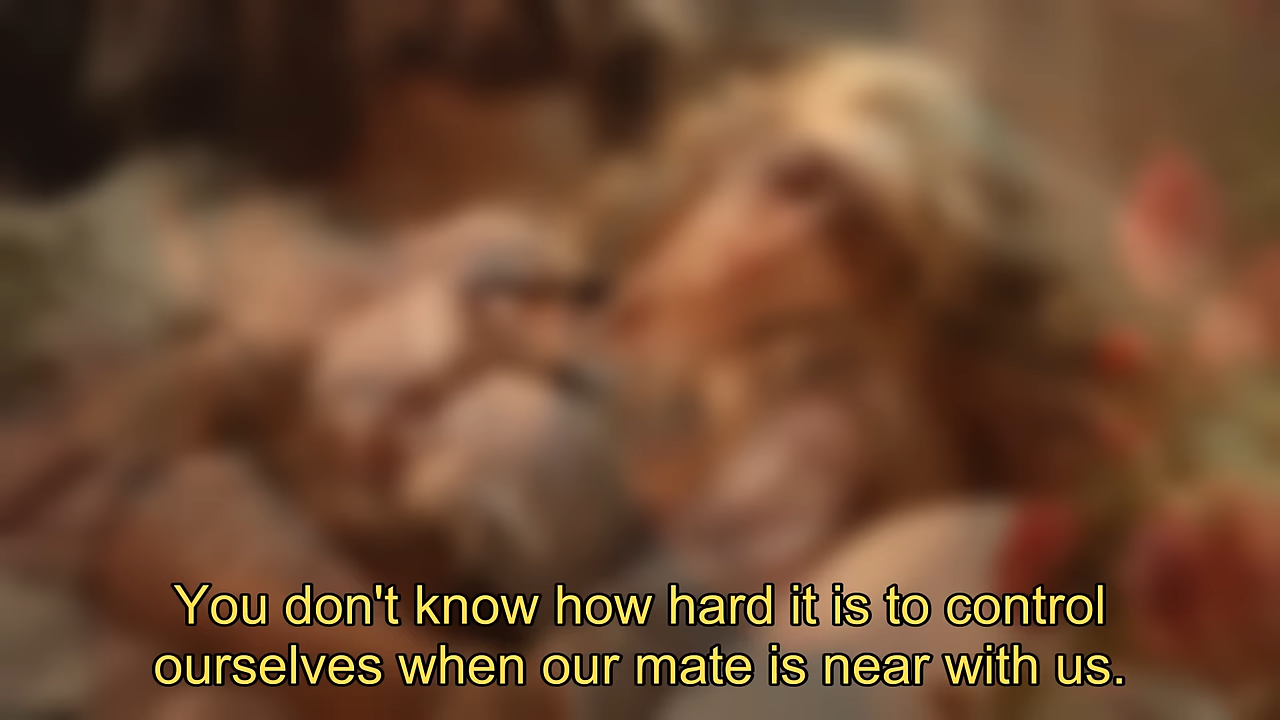 You don't know how hard it is to control
ourselves when our mate is near with us.